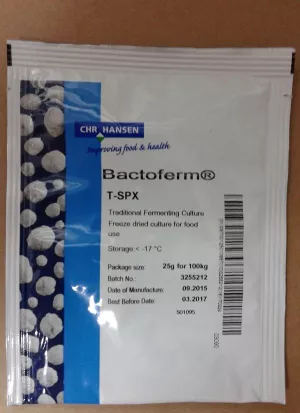 CHR HANSEN
Improving food & health
Bactoferm®
T-SPX
Traditional Fermenting Culture
Freeze dried culture for food
use
Storage:< -17 °C
Package size: 25g for 100kg
Batch No.: 3255212
Date of Manufacture: 09.2015
Best Before Date: 03.2017
501095